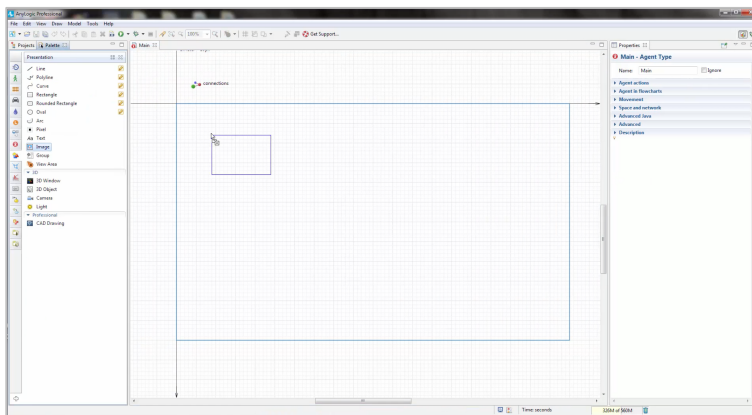 AnyLogic Professional
File Edit View Draw Model Tools Help
100%
Get Support...
Projects Palette
Main
Properties
Presentation
Line
Polyline
Curve
Rectangle
Rounded Rectangle
Oval
Arc
Pixel
Aa Text
Image
Group
View Area
3D
3D Window
3D Object
Camera
Light
Professional
CAD Drawing
connections
Main - Agent Type
Name: Main Ignore
Agent actions
Agent in flowcharts
Movement
Space and network
Advanced Java
Advanced
Description
Time: seconds
326M of 560M